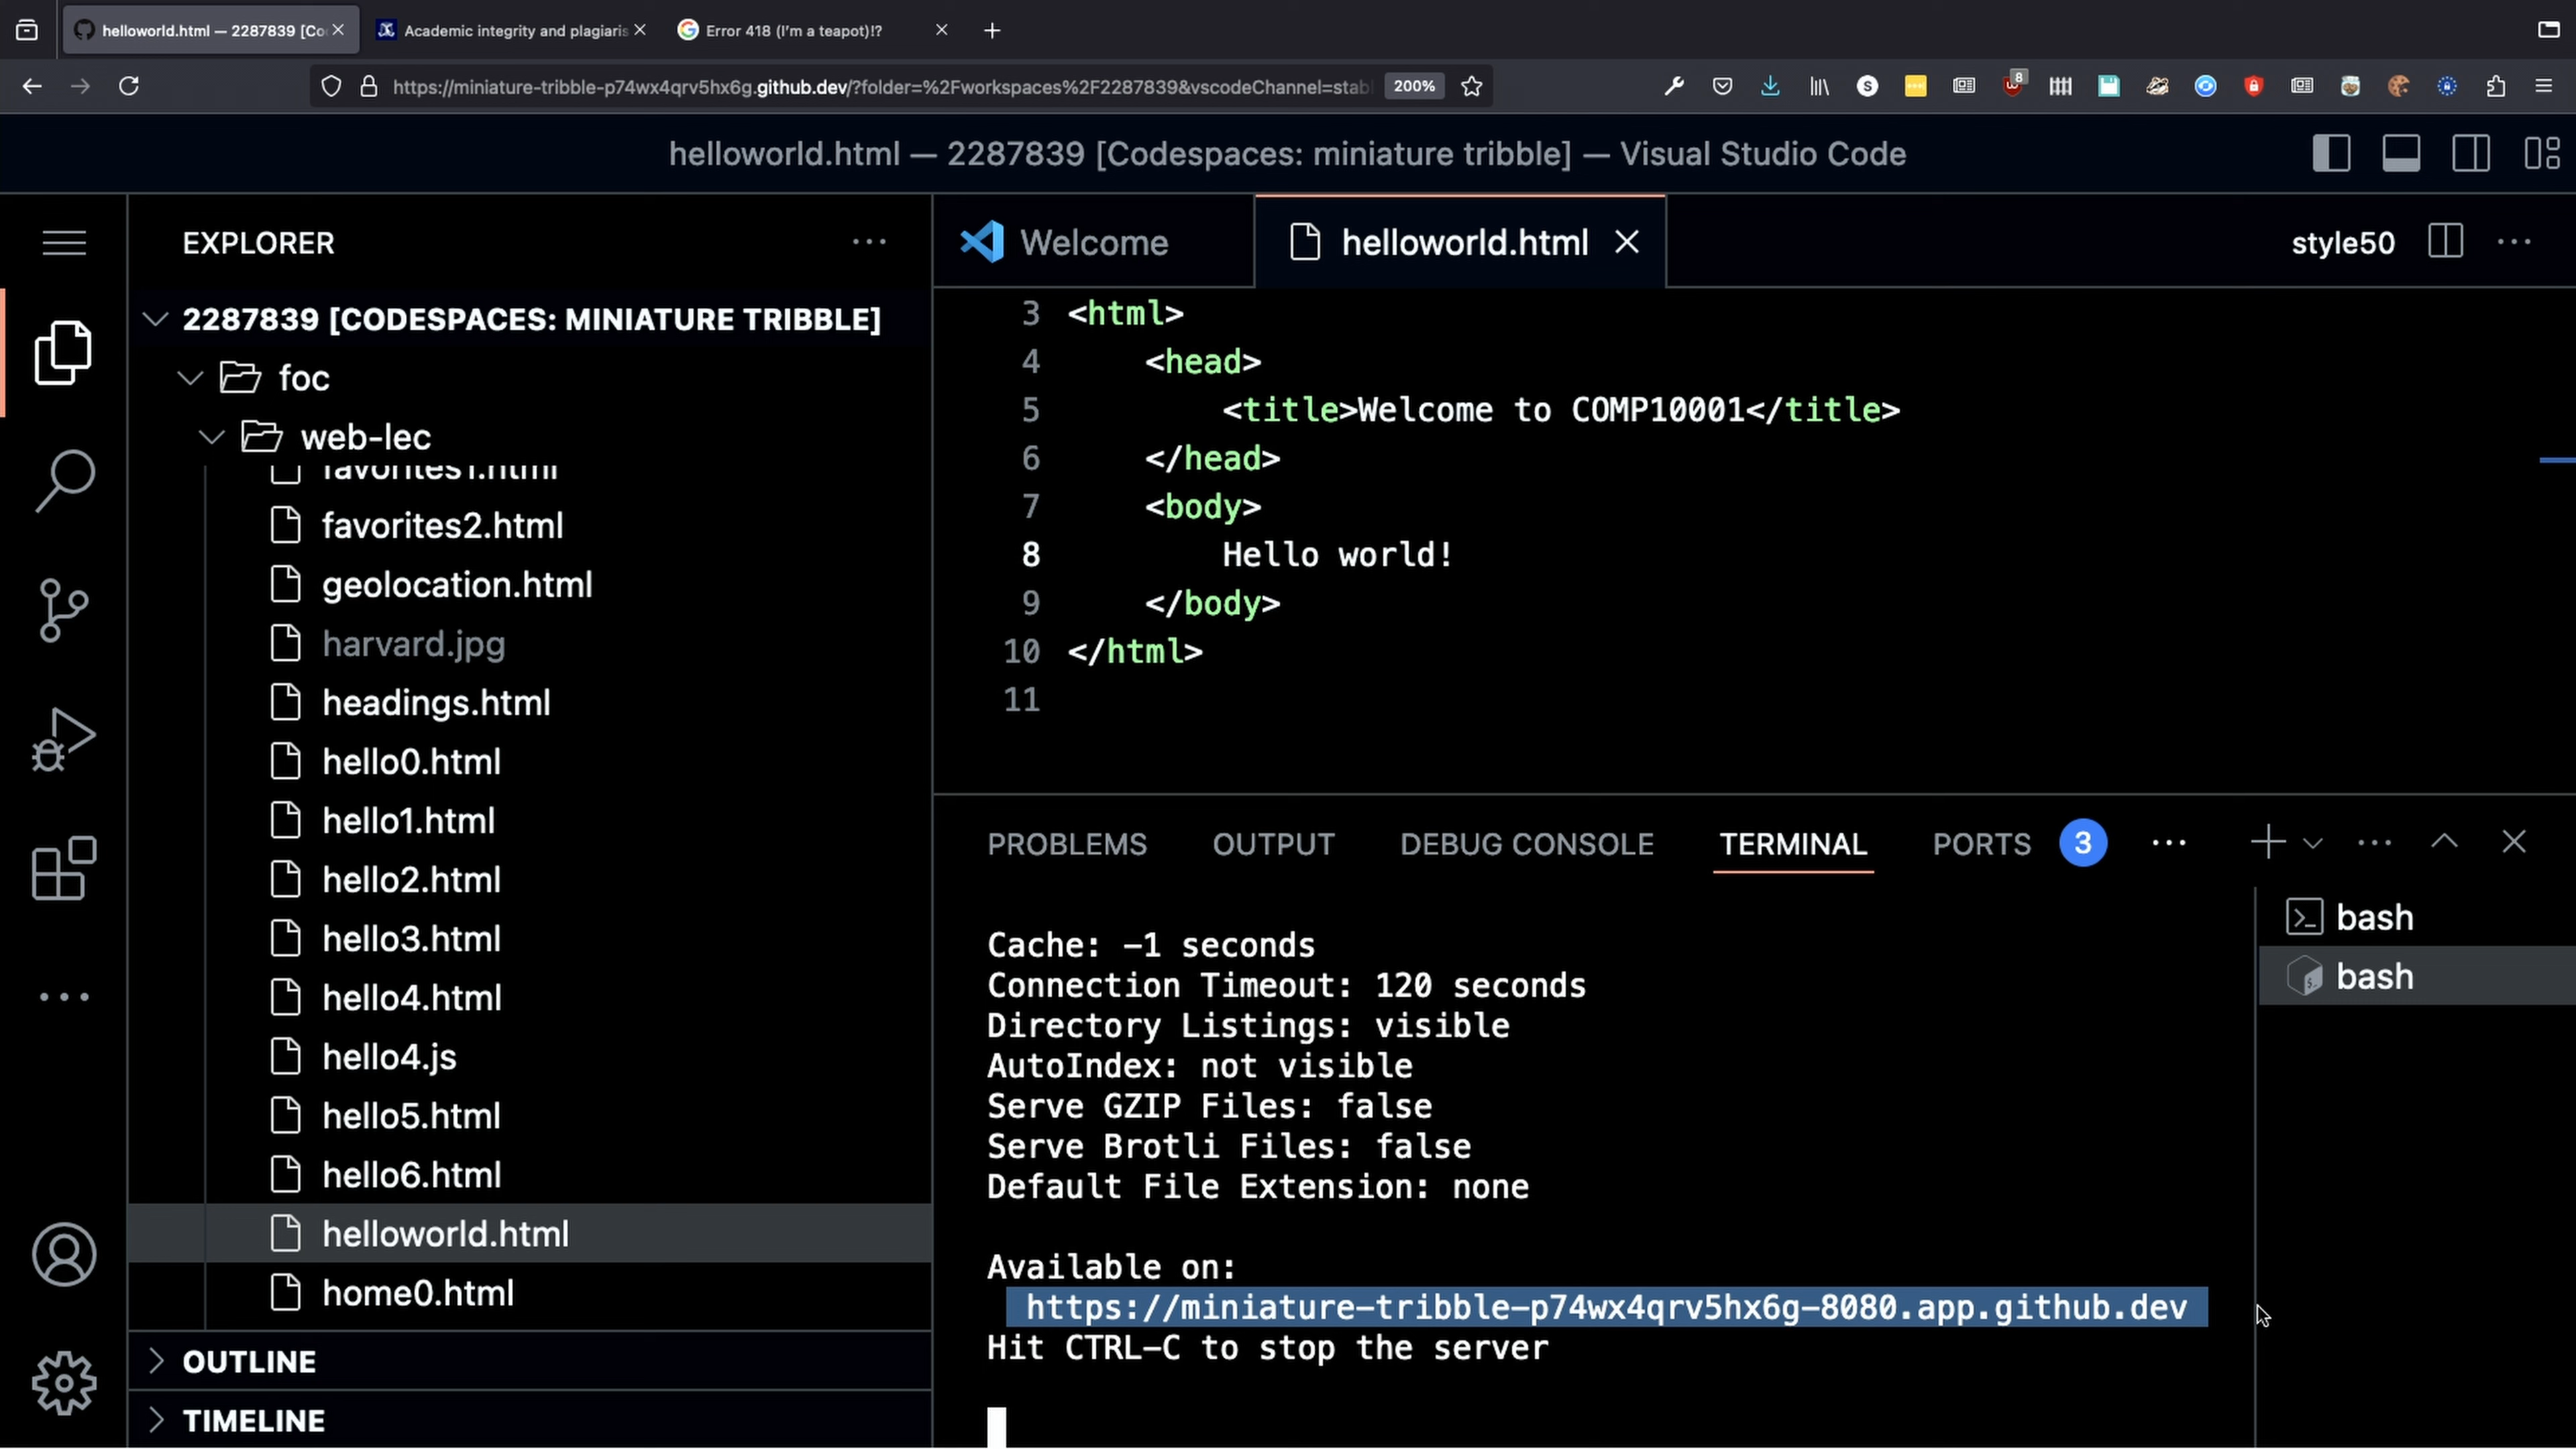 helloworld.html — 2287839 [Co
Academic integrity and plagiaris
Error 418 (I'm a teapot)!?
https://miniature-tribble-p74wx4qrv5hx6g.github.dev/?folder=%2Fworkspaces%2F2287839&vscodeChannel=stab
200%
8
helloworld.html — 2287839 [Codespaces: miniature tribble] — Visual Studio Code
EXPLORER
2287839 [CODESPACES: MINIATURE TRIBBLE]
foc
web-lec
favorites1.html
favorites2.html
geolocation.html
harvard.jpg
headings.html
hello0.html
hello1.html
hello2.html
hello3.html
hello4.html
hello4.js
hello5.html
hello6.html
helloworld.html
home0.html
OUTLINE
TIMELINE
Welcome
helloworld.html
style50
3 <html>
4 <head>
5 <title>Welcome to COMP10001</title>
6 </head>
7 <body>
8 Hello world!
9 </body>
10 </html>
11
PROBLEMS OUTPUT DEBUG CONSOLE TERMINAL PORTS 3
Cache: -1 seconds
Connection Timeout: 120 seconds
Directory Listings: visible
AutoIndex: not visible
Serve GZIP Files: false
Serve Brotli Files: false
Default File Extension: none
Available on:
https://miniature-tribble-p74wx4qrv5hx6g-8080.app.github.dev
Hit CTRL-C to stop the server
bash
bash